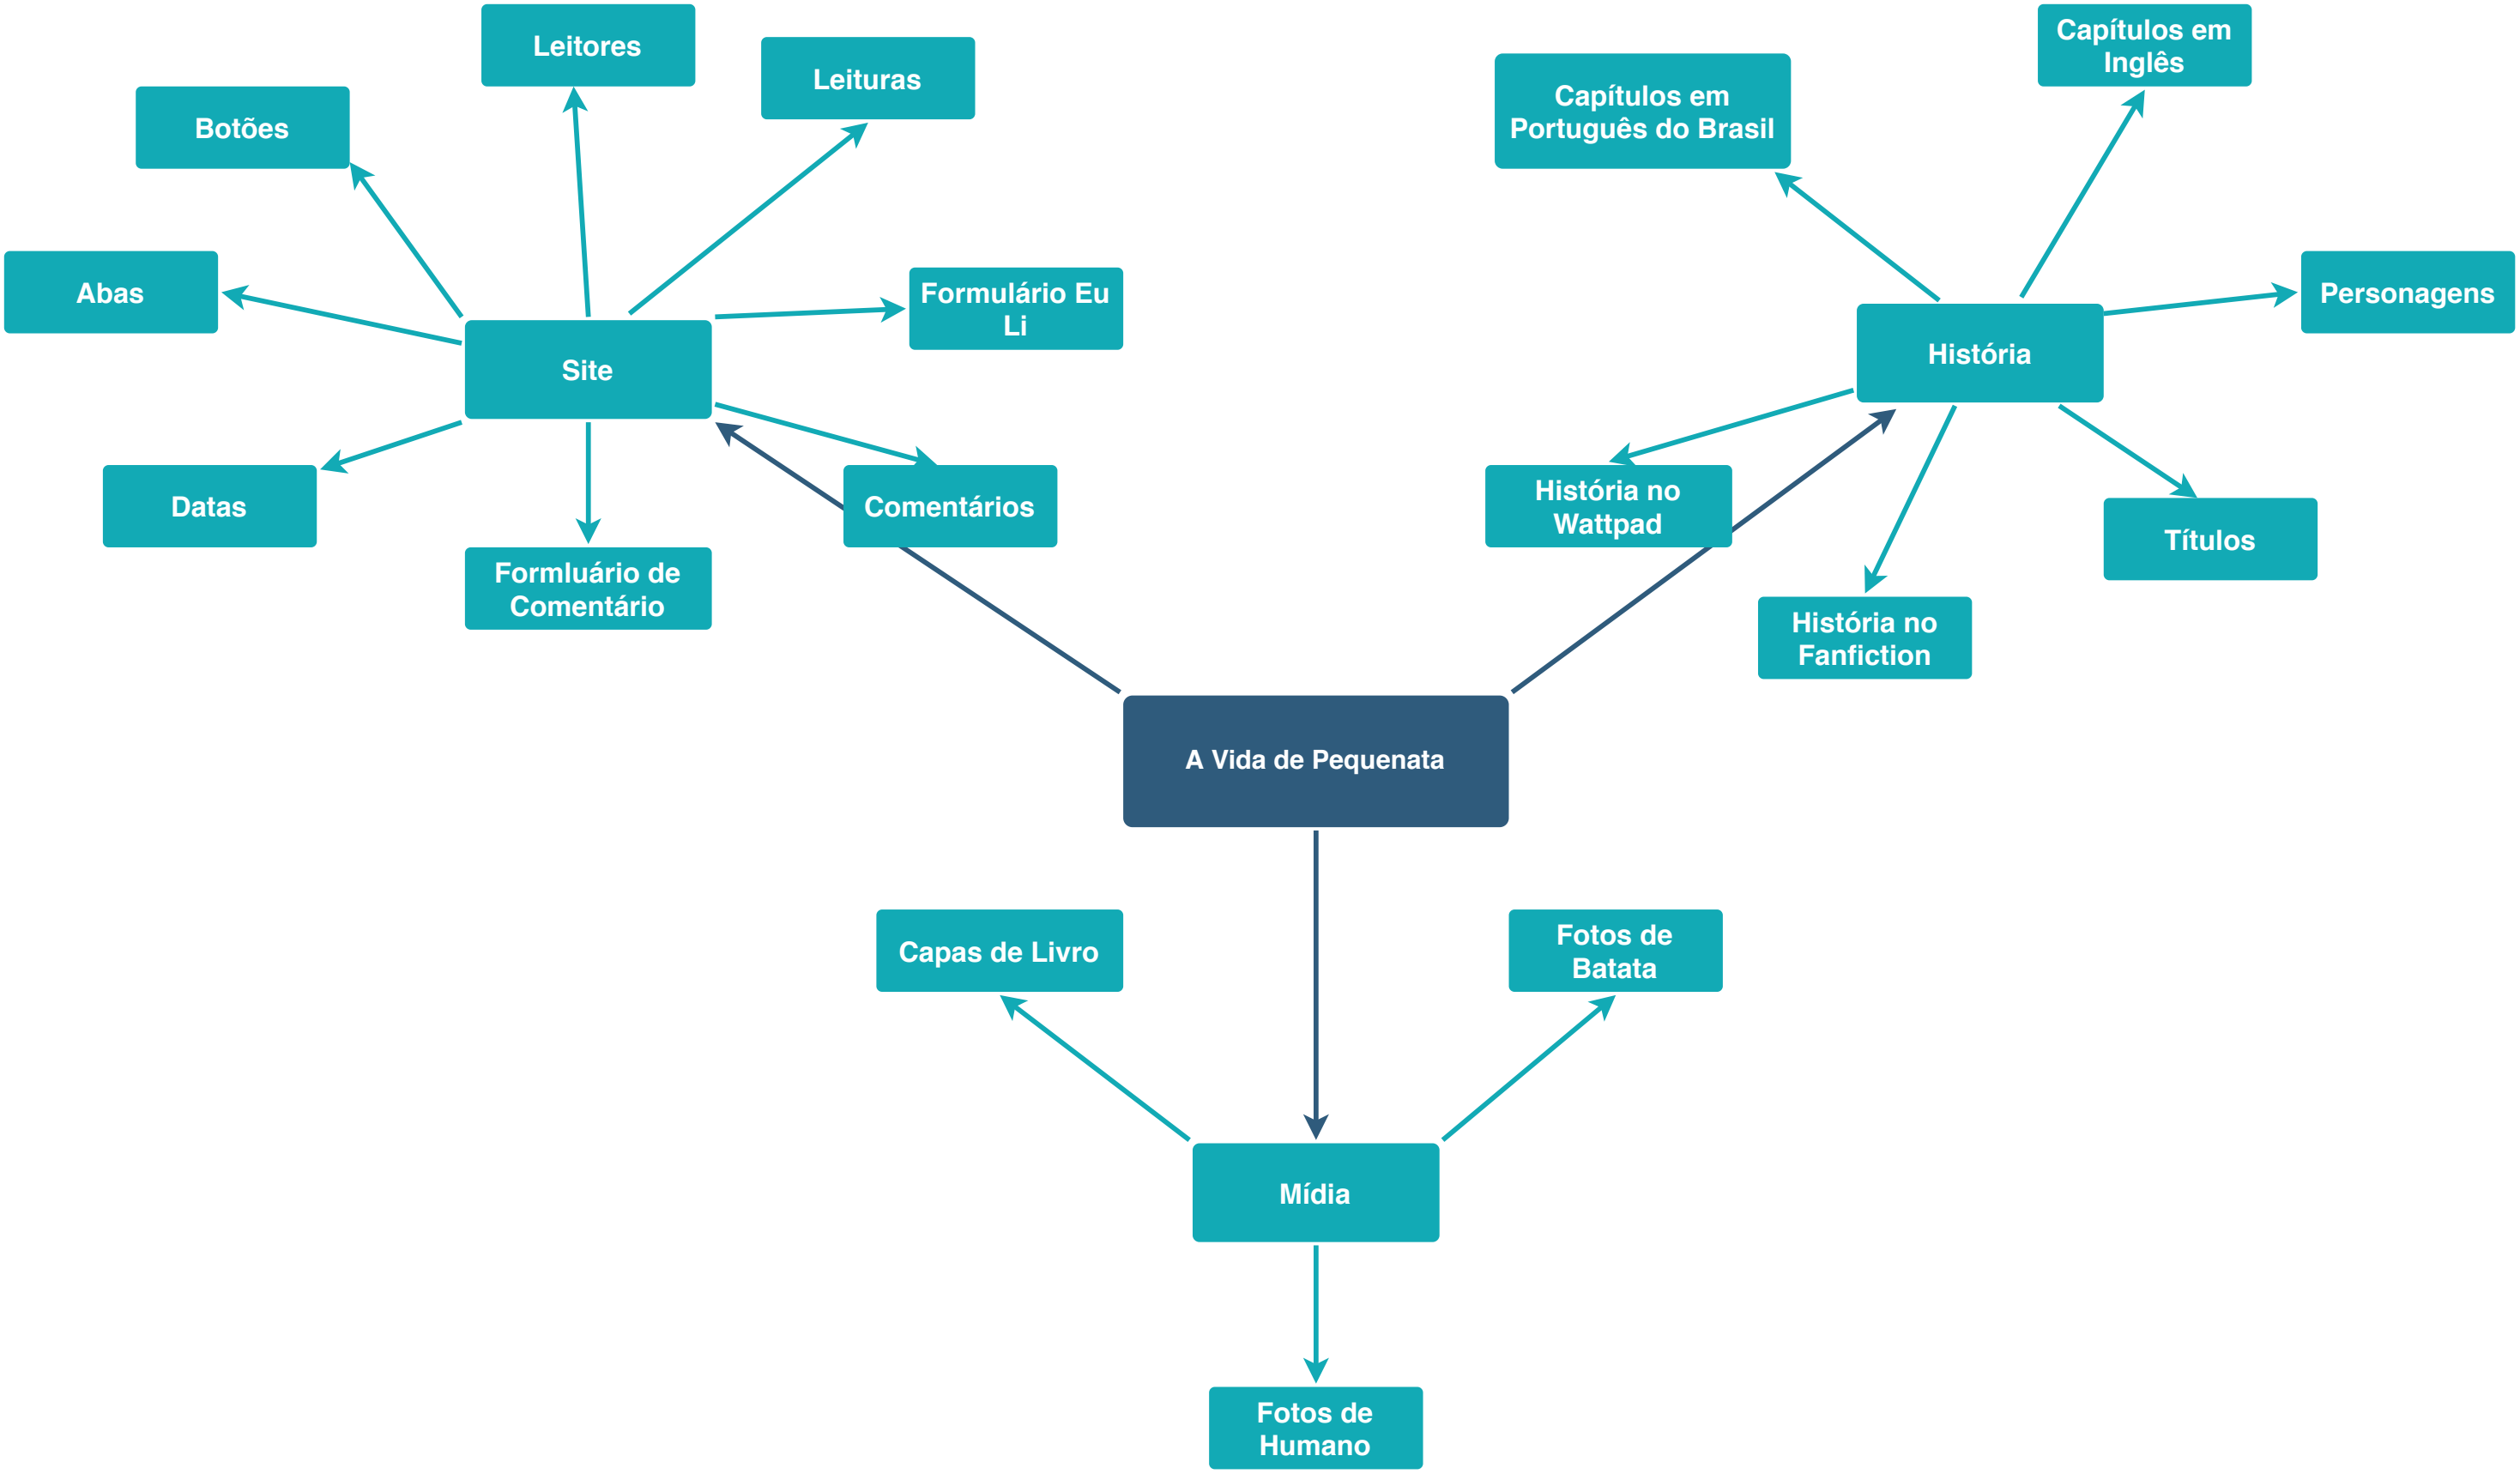 Leitores
Leituras
Botões
Capítulos em
Inglês
Capítulos em
Português do Brasil
Abas
Formulário Eu
Li
Personagens
Site
História
Datas
Comentários
História no
Wattpad
Títulos
Formluário de
Comentário
História no
Fanfiction
A Vida de Pequenata
Capas de Livro
Fotos de
Batata
Mídia
Fotos de
Humano